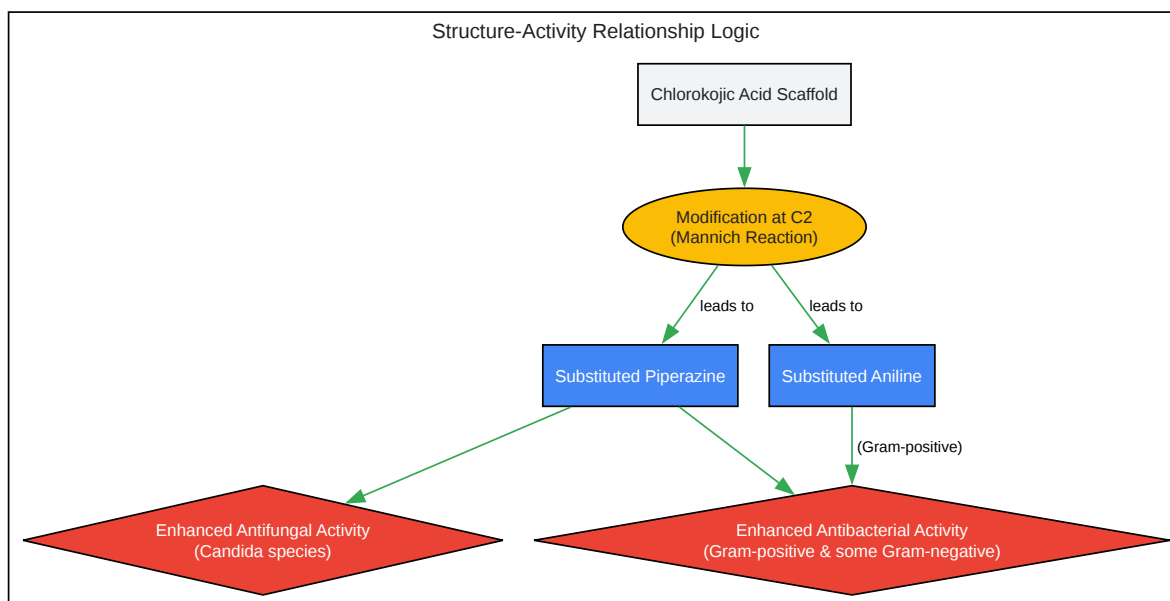 Structure-Activity Relationship Logic
Chlorokojic Acid Scaffold
Modification at C2
(Mannich Reaction)
leads to
leads to
Substituted Piperazine
Substituted Aniline
(Gram-positive)
Enhanced Antifungal Activity
(Candida species)
Enhanced Antibacterial Activity
(Gram-positive & some Gram-negative)